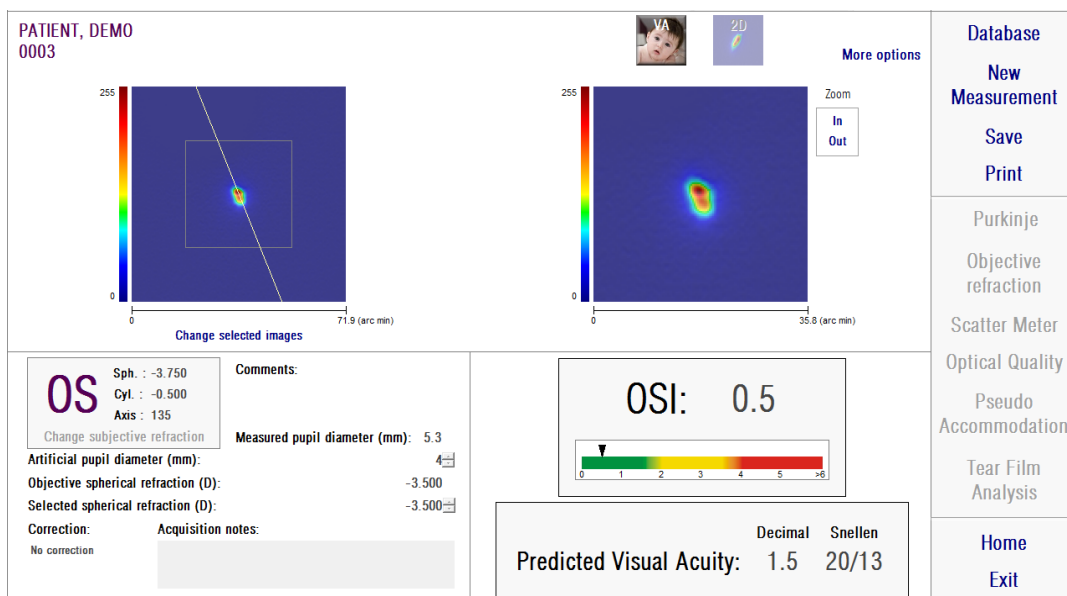 PATIENT, DEMO
0003
VA
2D
More options
255
0
0
71.9 (arc min)
Change selected images
255
0
0
35.8 (arc min)
Zoom
In
Out
OS
Sph. : -3.750
Cyl. : -0.500
Axis : 135
Change subjective refraction
Comments:
Measured pupil diameter (mm): 5.3
Artificial pupil diameter (mm): 4
Objective spherical refraction (D): -3.500
Selected spherical refraction (D): -3.500
Correction: Acquisition notes:
No correction
OSI: 0.5
0 1 2 3 4 5 >6
Decimal Snellen
Predicted Visual Acuity: 1.5 20/13
Database
New
Measurement
Save
Print
Purkinje
Objective
refraction
Scatter Meter
Optical Quality
Pseudo
Accommodation
Tear Film
Analysis
Home
Exit